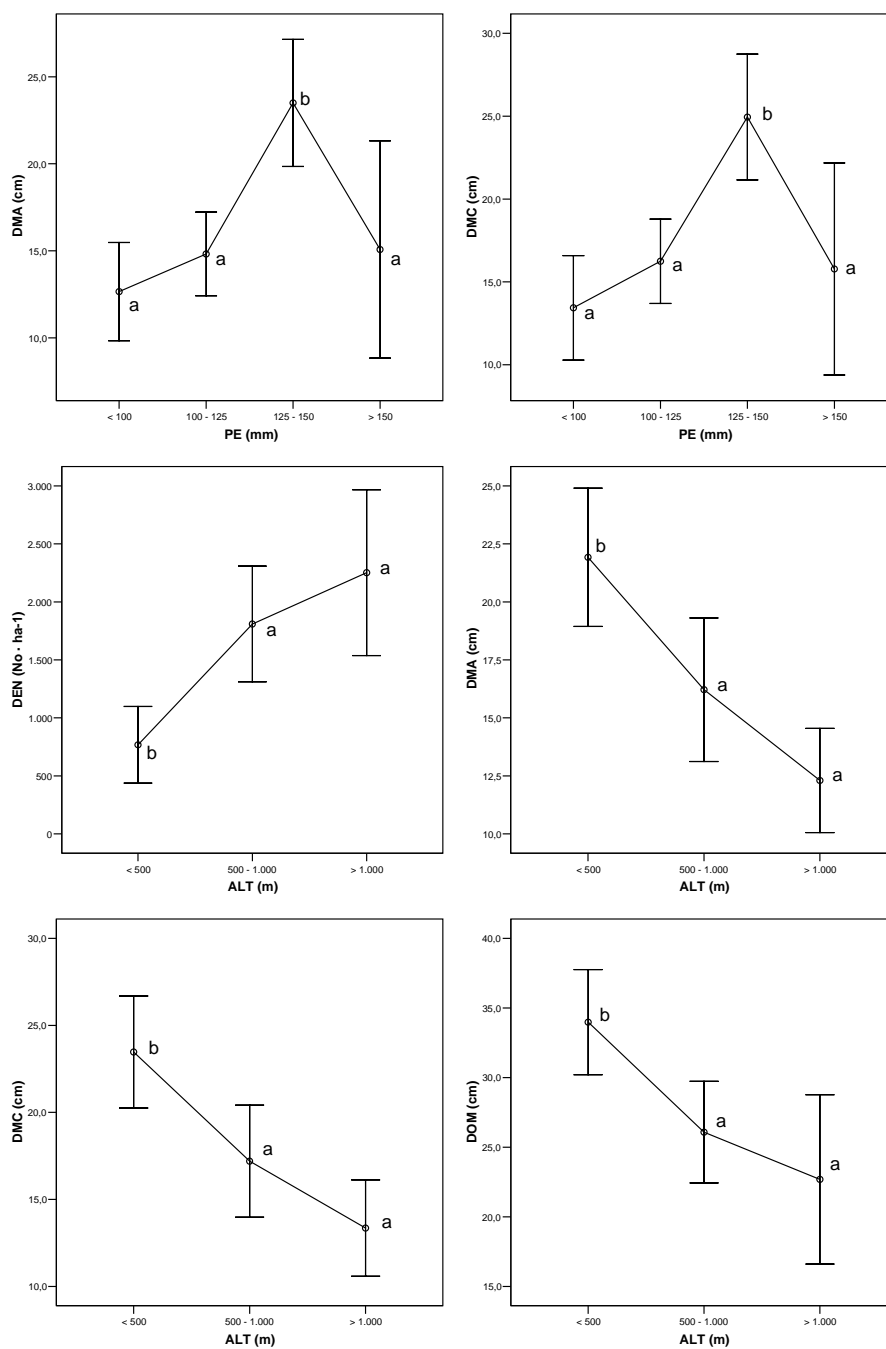 25,0
20,0
15,0
10,0
DMA (cm)
b
a
a
a
< 100
100 - 125
125 - 150
> 150
PE (mm)
30,0
25,0
20,0
15,0
10,0
DMC (cm)
b
a
a
a
< 100
100 - 125
125 - 150
> 150
PE (mm)
3.000
2.500
2.000
1.500
1.000
500
0
DEN (No · ha-1)
a
a
b
< 500
500 - 1.000
> 1.000
ALT (m)
25,0
22,5
20,0
17,5
15,0
12,5
10,0
DMA (cm)
b
a
a
< 500
500 - 1.000
> 1.000
ALT (m)
30,0
25,0
20,0
15,0
10,0
DMC (cm)
b
a
a
< 500
500 - 1.000
> 1.000
ALT (m)
40,0
35,0
30,0
25,0
20,0
15,0
DOM (cm)
b
a
a
< 500
500 - 1.000
> 1.000
ALT (m)